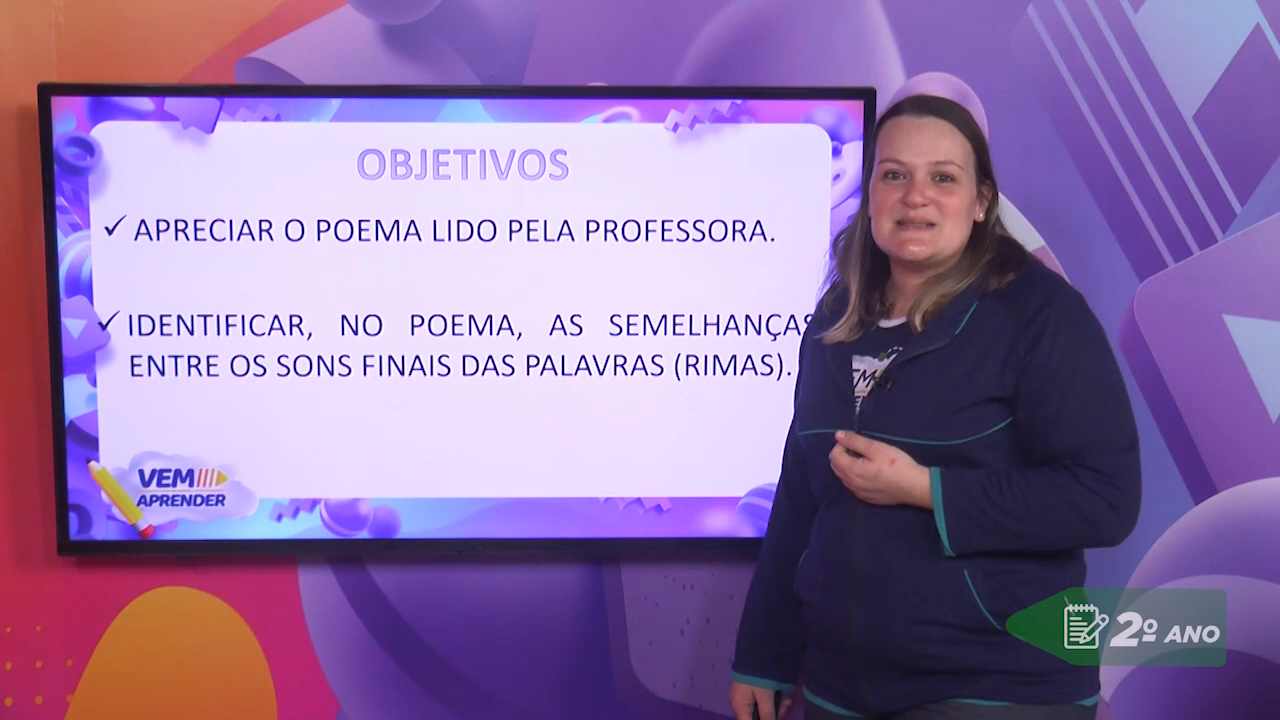 OBJETIVOS
✓ APRECIAR O POEMA LIDO PELA PROFESSORA.
✓ IDENTIFICAR, NO POEMA, AS SEMELHANÇAS
ENTRE OS SONS FINAIS DAS PALAVRAS (RIMAS).
VEM
APRENDER
2º ANO